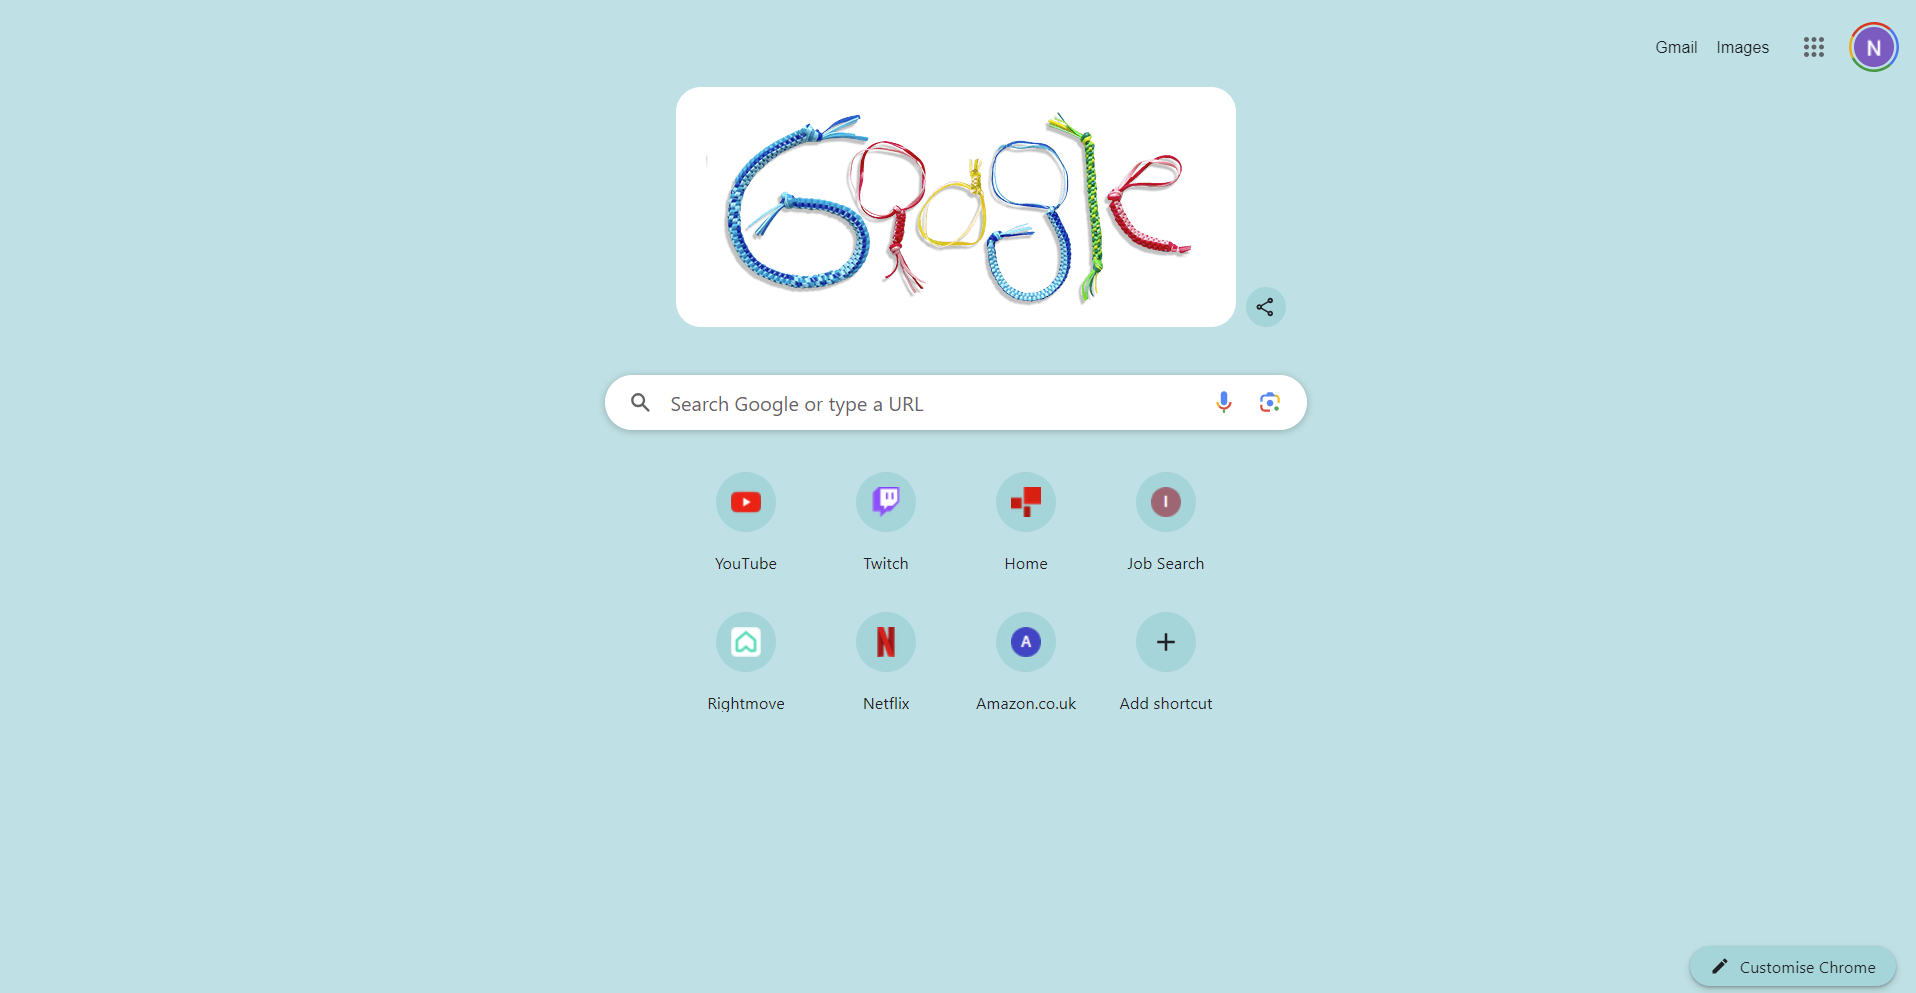 Gmail Images
N
Google
Search Google or type a URL
I
YouTube Twitch Home Job Search
N A
Rightmove Netflix Amazon.co.uk Add shortcut
Customise Chrome